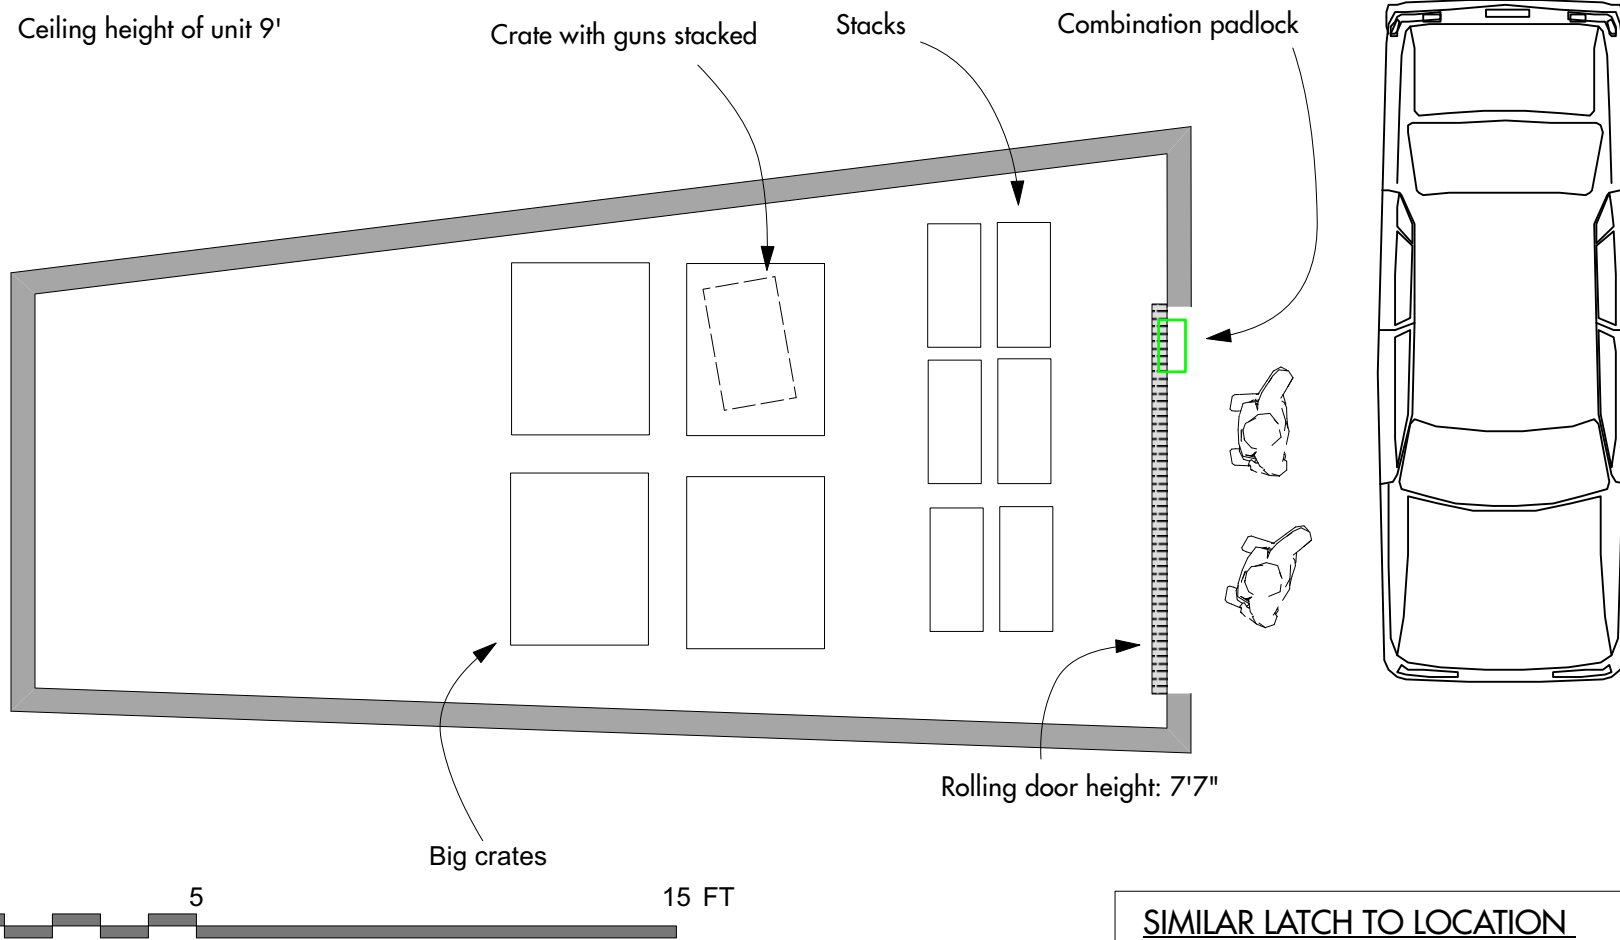 Ceiling height of unit 9'
Crate with guns stacked
Stacks
Combination padlock
Rolling door height: 7'7"
Big crates
5
15 FT
SIMILAR LATCH TO LOCATION